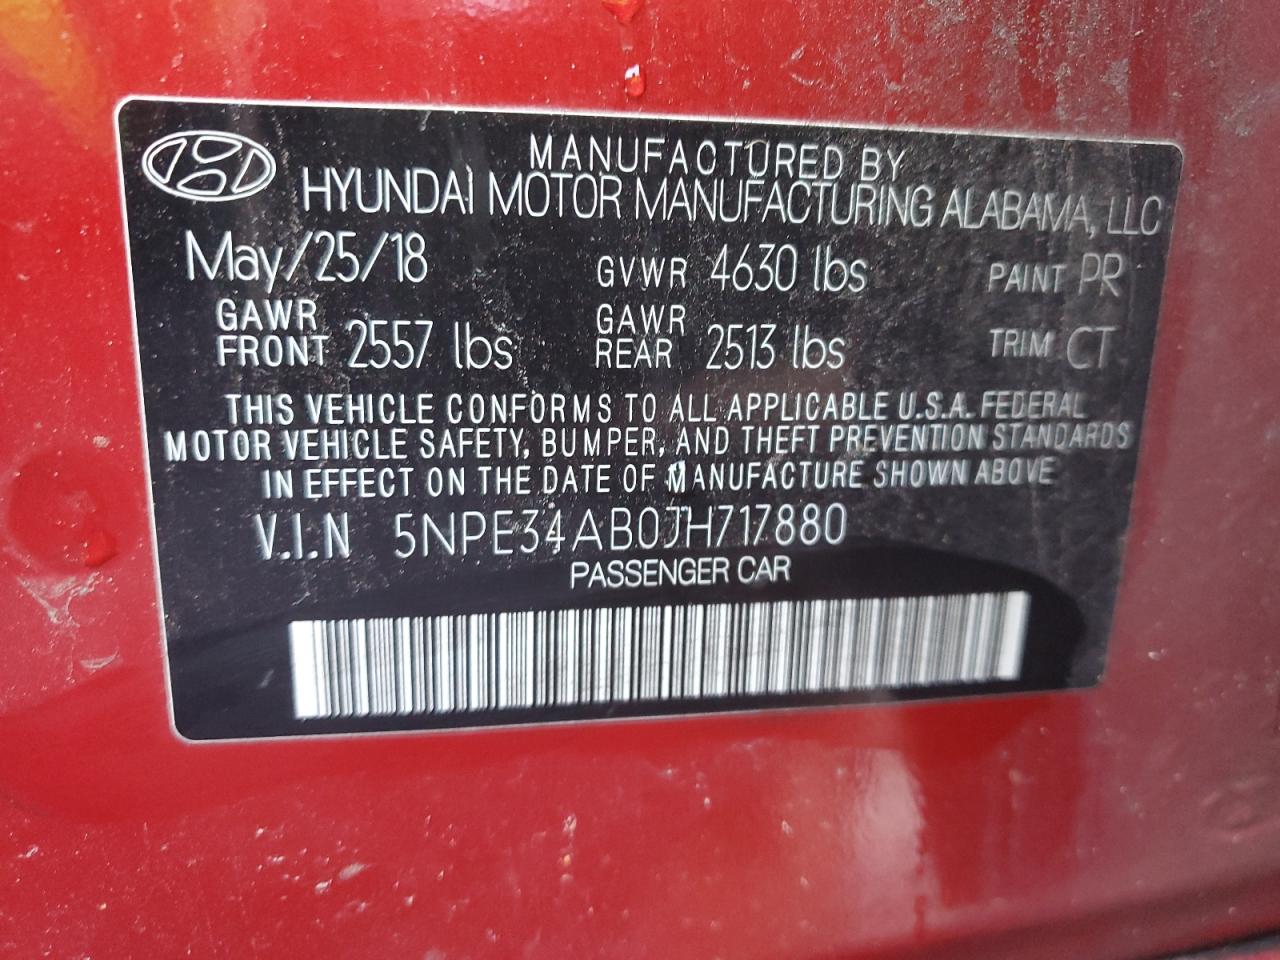 MANUFACTURED BY
HYUNDAI MOTOR MANUFACTURING ALABAMA, LLC
May/25/18 GVWR 4630 lbs PAINT PR
GAWR FRONT 2557 lbs GAWR REAR 2513 lbs TRIM CT
THIS VEHICLE CONFORMS TO ALL APPLICABLE U.S.A. FEDERAL
MOTOR VEHICLE SAFETY, BUMPER, AND THEFT PREVENTION STANDARDS
IN EFFECT ON THE DATE OF MANUFACTURE SHOWN ABOVE
V.I.N 5NPE34AB0JH717880
PASSENGER CAR